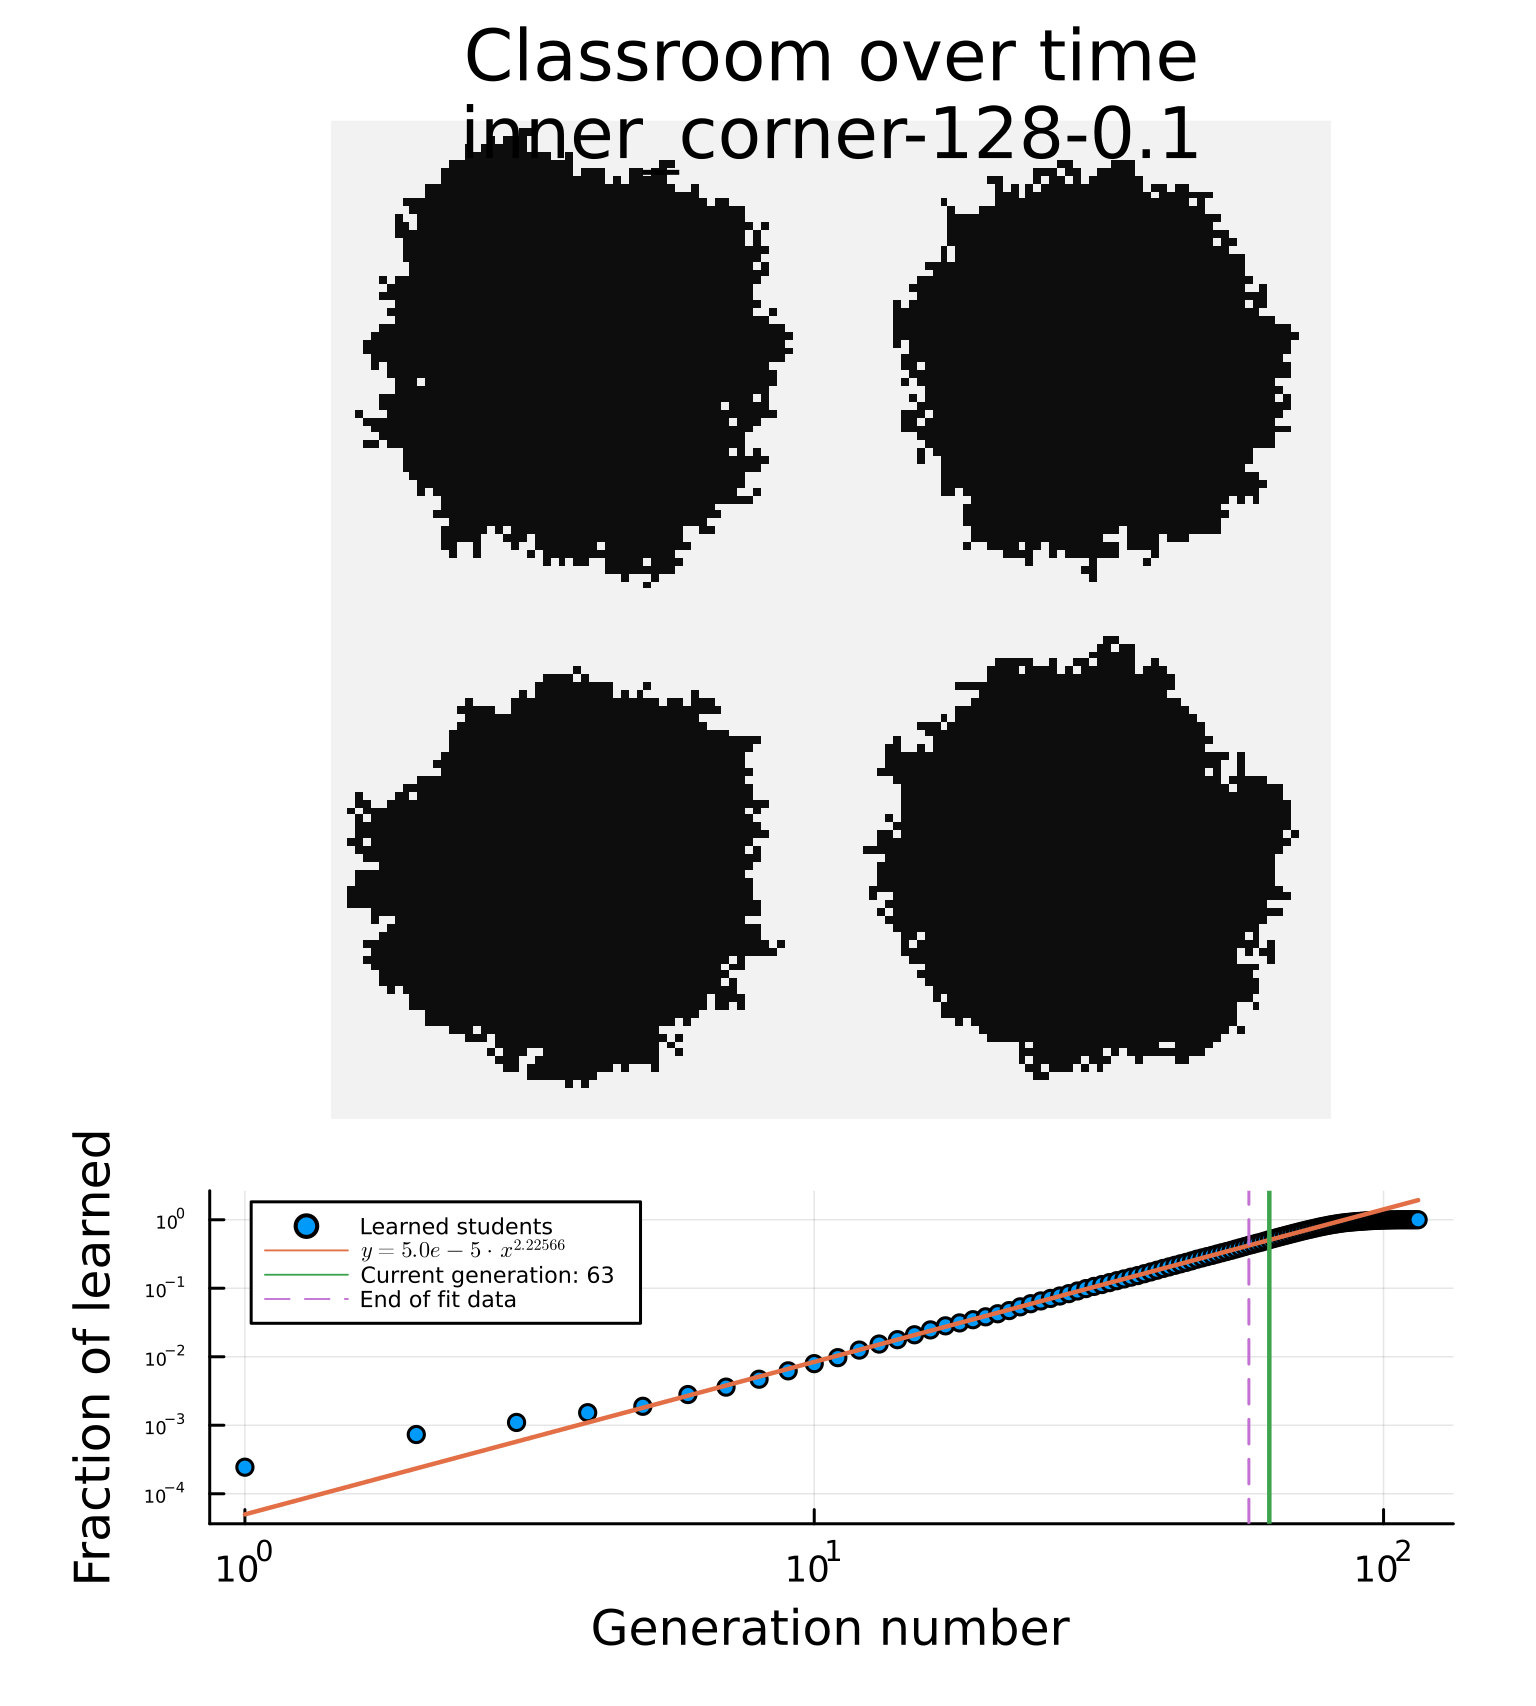 Classroom over time
inner_corner-128-0.1
Fraction of learned
10^0
10^-1
10^-2
10^-3
10^-4
Learned students
y = 5.0e − 5 · x^2.22566
Current generation: 63
End of fit data
10^0
10^1
10^2
Generation number